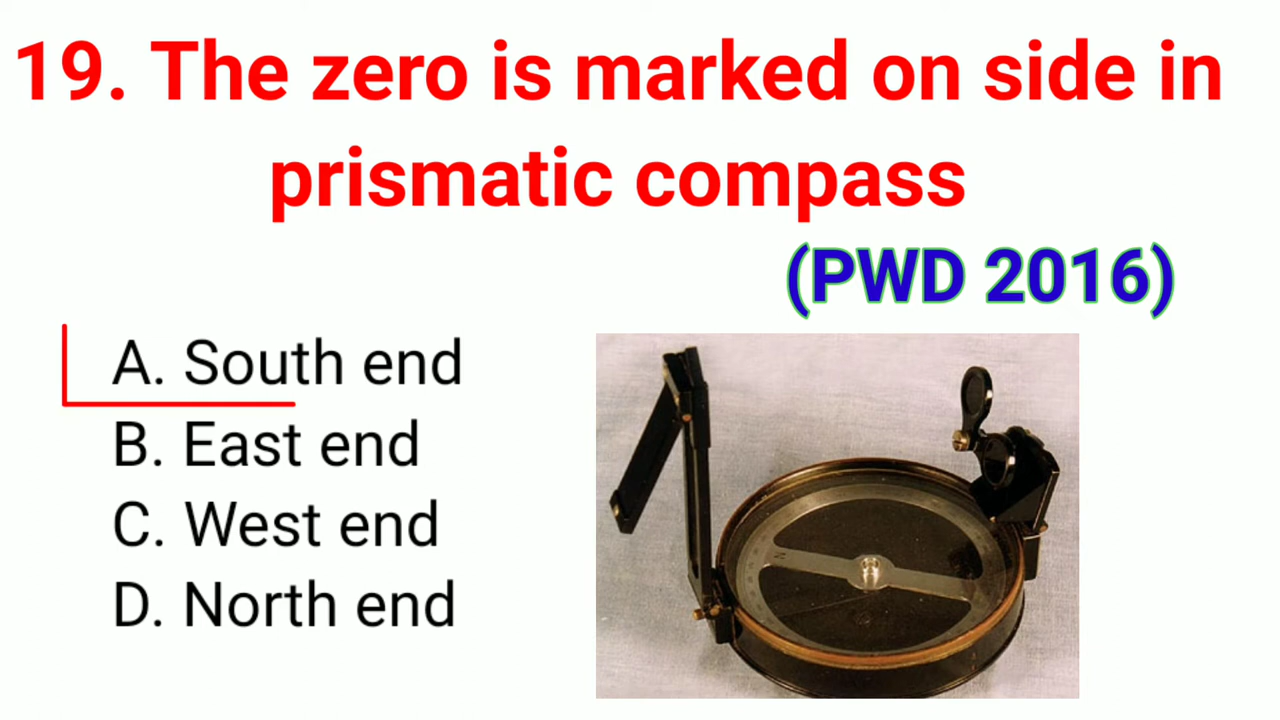 19. The zero is marked on side in
prismatic compass
(PWD 2016)
A. South end
B. East end
C. West end
D. North end
N